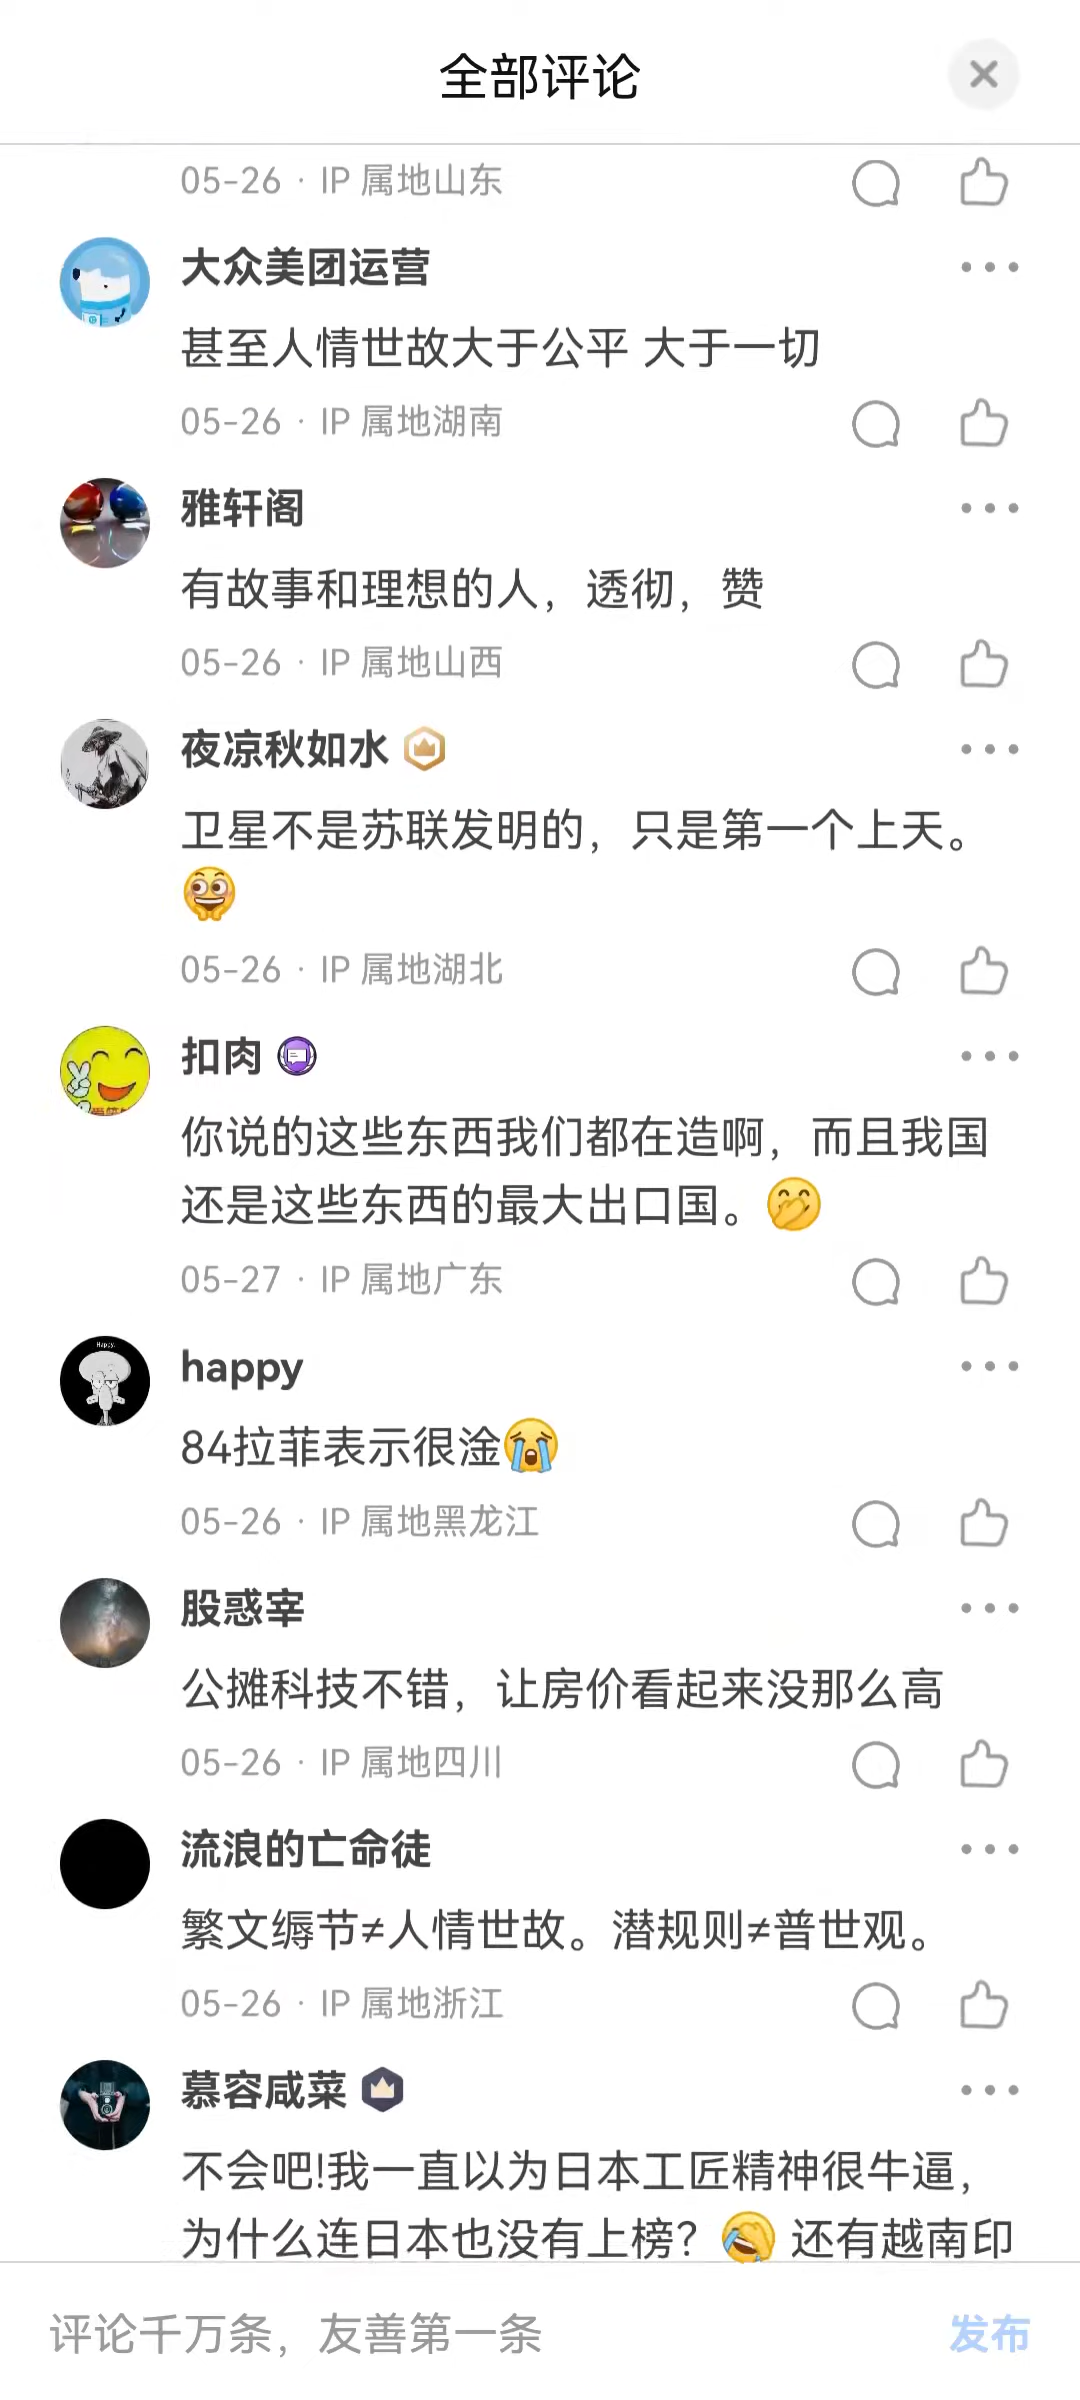 全部评论
05-26 · IP 属地山东
大众美团运营
甚至人情世故大于公平 大于一切
05-26 · IP 属地湖南
雅轩阁
有故事和理想的人，透彻，赞
05-26 · IP 属地山西
夜凉秋如水
卫星不是苏联发明的，只是第一个上天。
05-26 · IP 属地湖北
扣肉
你说的这些东西我们都在造啊，而且我国
还是这些东西的最大出口国。
05-27 · IP 属地广东
happy
84拉菲表示很淦
05-26 · IP 属地黑龙江
股惑宰
公摊科技不错，让房价看起来没那么高
05-26 · IP 属地四川
流浪的亡命徒
繁文缛节≠人情世故。潜规则≠普世观。
05-26 · IP 属地浙江
慕容咸菜
不会吧!我一直以为日本工匠精神很牛逼，
为什么连日本也没有上榜？ 还有越南印
评论千万条，友善第一条
发布